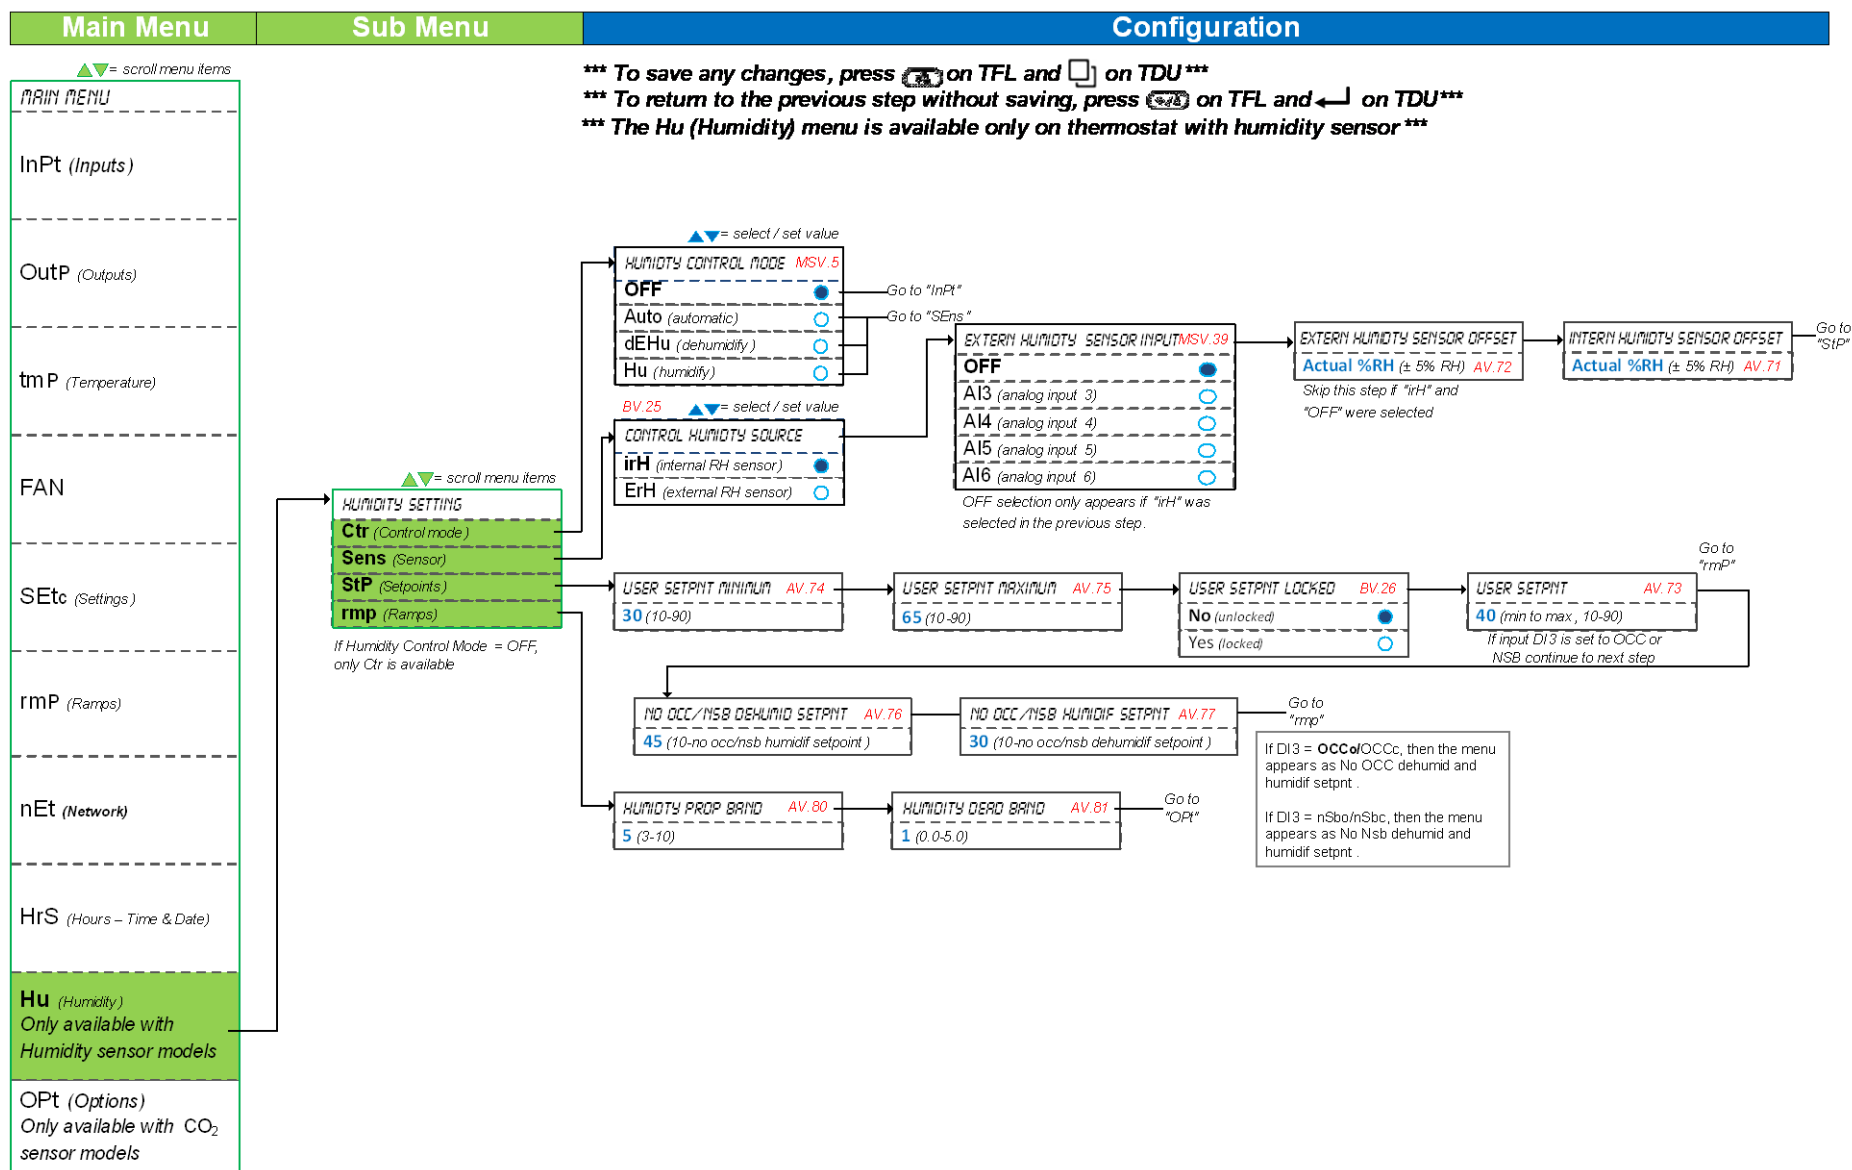 Main Menu
Sub Menu
Configuration
= scroll menu items
MAIN MENU
InPt (Inputs)
OutP (Outputs)
tmP (Temperature)
FAN
SEtc (Settings)
rmP (Ramps)
nEt (Network)
HrS (Hours – Time & Date)
Hu (Humidity)
Only available with
Humidity sensor models
OPt (Options)
Only available with CO2
sensor models
*** To save any changes, press on TFL and on TDU ***
*** To return to the previous step without saving, press on TFL and on TDU***
*** The Hu (Humidity) menu is available only on thermostat with humidity sensor ***
= scroll menu items
HUMIDITY SETTING
Ctr (Control mode)
Sens (Sensor)
StP (Setpoints)
rmp (Ramps)
If Humidity Control Mode = OFF,
only Ctr is available
= select / set value
HUMIDTY CONTROL MODE MSV.5
OFF
Auto (automatic)
dEHu (dehumidify)
Hu (humidify)
Go to "InPt"
Go to "SEns"
BV.25
= select / set value
CONTROL HUMIDTY SOURCE
irH (internal RH sensor)
ErH (external RH sensor)
EXTERN HUMIDTY SENSOR INPUT MSV.39
OFF
AI3 (analog input 3)
AI4 (analog input 4)
AI5 (analog input 5)
AI6 (analog input 6)
OFF selection only appears if "irH" was
selected in the previous step.
EXTERN HUMIDTY SENSOR OFFSET
Actual %RH (± 5% RH) AV.72
Skip this step if "irH" and
"OFF" were selected
INTERN HUMIDTY SENSOR OFFSET
Actual %RH (± 5% RH) AV.71
Go to
"StP"
USER SETPNT MINIMUM AV.74
30 (10-90)
USER SETPNT MAXIMUM AV.75
65 (10-90)
USER SETPNT LOCKED BV.26
No (unlocked)
Yes (locked)
USER SETPNT AV.73
40 (min to max, 10-90)
If input DI3 is set to OCC or
NSB continue to next step
Go to
"rmP"
NO OCC/NSB DEHUMID SETPNT AV.76
45 (10-no occ/nsb humidif setpoint)
NO OCC/NSB HUMIDIF SETPNT AV.77
30 (10-no occ/nsb dehumidif setpoint)
Go to
"rmp"
If DI3 = OCCo/OCCc, then the menu
appears as No OCC dehumid and
humidif setpnt .
If DI3 = nSbo/nSbc, then the menu
appears as No Nsb dehumid and
humidif setpnt .
HUMIDTY PROP BAND AV.80
5 (3-10)
HUMIDITY DEAD BAND AV.81
1 (0.0-5.0)
Go to
"OPt"